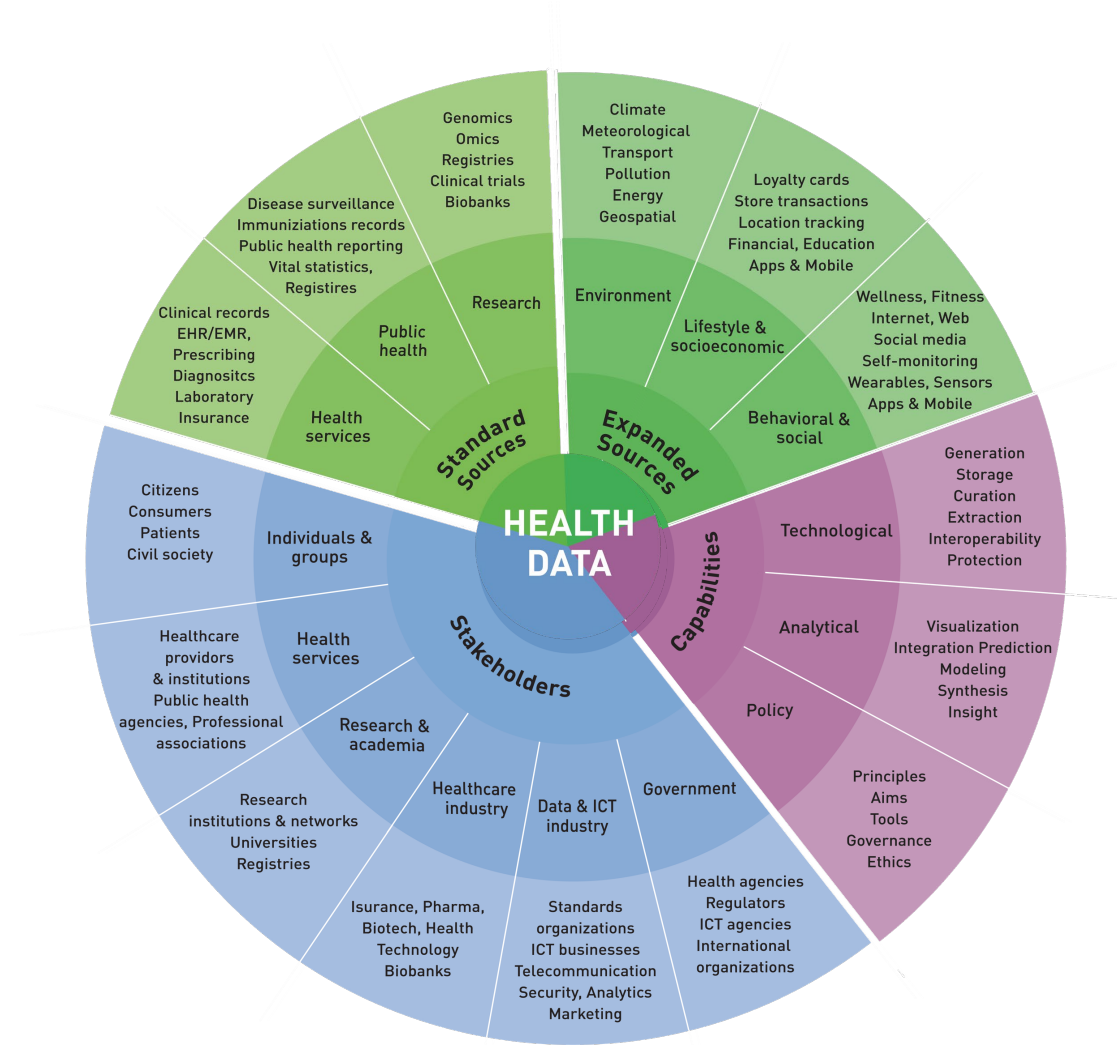 HEALTH
DATA
Standard
Sources
Health
services
Clinical records
EHR/EMR,
Prescribing
Diagnositcs
Laboratory
Insurance
Public
health
Disease surveillance
Immuniziations records
Public health reporting
Vital statistics,
Registires
Research
Genomics
Omics
Registries
Clinical trials
Biobanks
Expanded
Sources
Environment
Climate
Meteorological
Transport
Pollution
Energy
Geospatial
Lifestyle &
socioeconomic
Loyalty cards
Store transactions
Location tracking
Financial, Education
Apps & Mobile
Behavioral &
social
Wellness, Fitness
Internet, Web
Social media
Self-monitoring
Wearables, Sensors
Apps & Mobile
Capabilities
Technological
Generation
Storage
Curation
Extraction
Interoperability
Protection
Analytical
Visualization
Integration Prediction
Modeling
Synthesis
Insight
Policy
Principles
Aims
Tools
Governance
Ethics
Stakeholders
Government
Health agencies
Regulators
ICT agencies
International
organizations
Data & ICT
industry
Standards
organizations
ICT businesses
Telecommunication
Security, Analytics
Marketing
Healthcare
industry
Isurance, Pharma,
Biotech, Health
Technology
Biobanks
Research &
academia
Research
institutions & networks
Universities
Registries
Health
services
Healthcare
providors
& institutions
Public health
agencies, Professional
associations
Individuals &
groups
Citizens
Consumers
Patients
Civil society